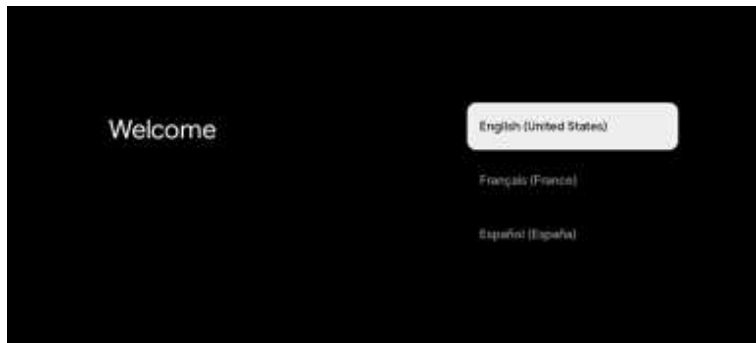 Welcome
English (United States)
Français (France)
Español (España)